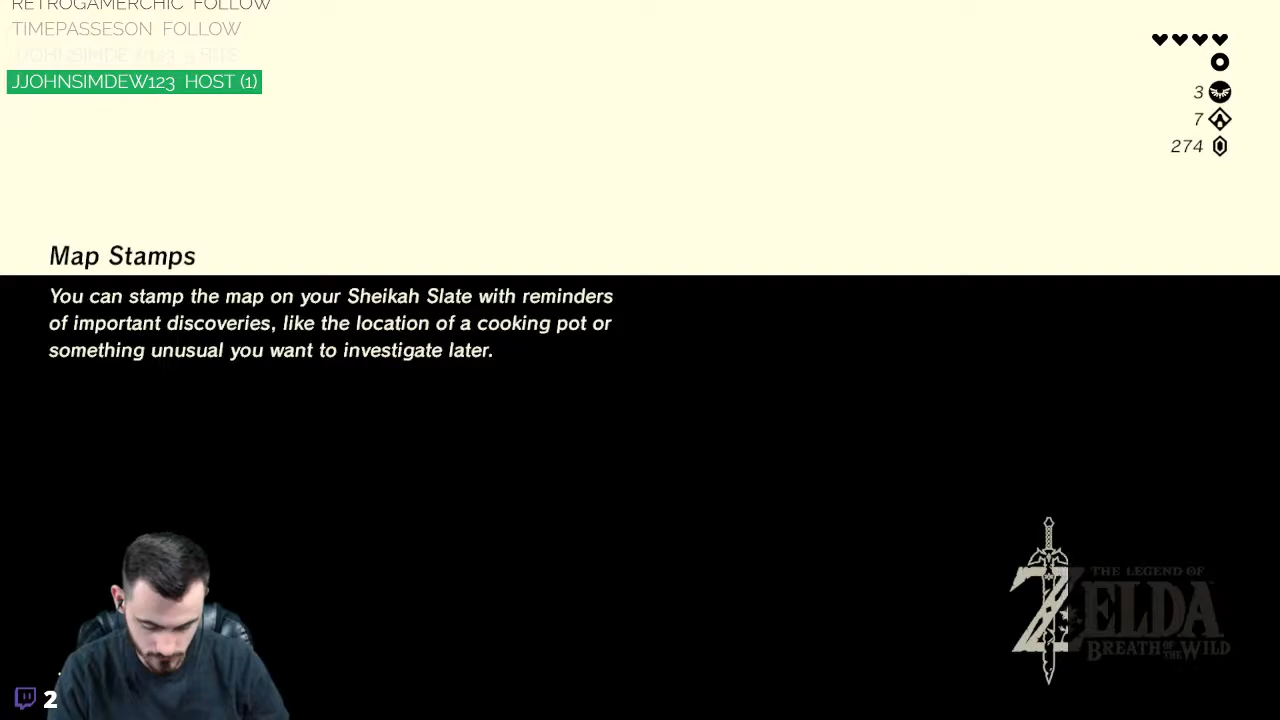 RETROGAMERCHIC FOLLOW
TIMEPASSESON FOLLOW
JJOHNSIMDEW123 HOST (1)
3
7
274
Map Stamps
You can stamp the map on your Sheikah Slate with reminders
of important discoveries, like the location of a cooking pot or
something unusual you want to investigate later.
THE LEGEND OF
ZELDA
BREATH OF THE WILD
2